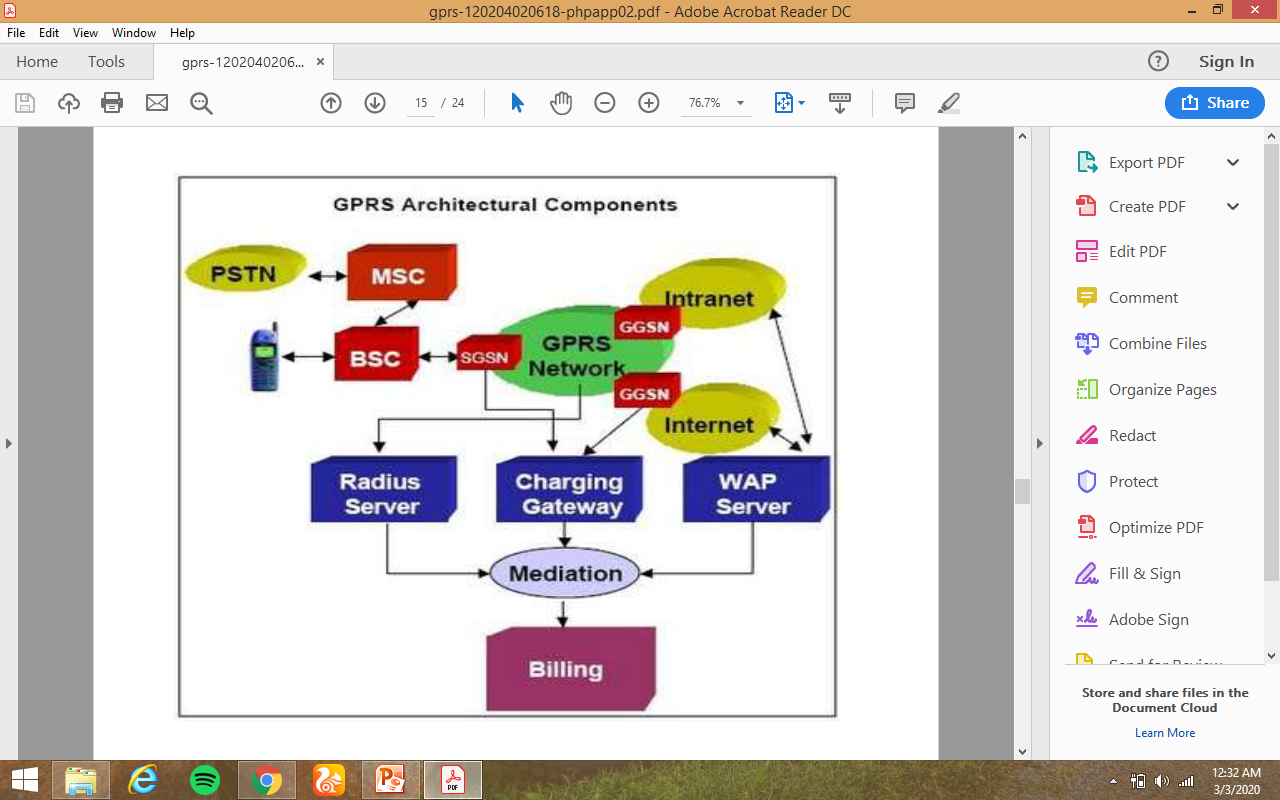 gprs-120204020618-phpapp02.pdf - Adobe Acrobat Reader DC
File Edit View Window Help
Home Tools gprs-1202040206... × Sign In
15 / 24 76.7% Share
GPRS Architectural Components
PSTN
MSC
Intranet
GGSN
BSC
SGSN
GPRS
Network
GGSN
Internet
Radius
Server
Charging
Gateway
WAP
Server
Mediation
Billing
Export PDF
Create PDF
Edit PDF
Comment
Combine Files
Organize Pages
Redact
Protect
Optimize PDF
Fill & Sign
Adobe Sign
Send for Review
Store and share files in the
Document Cloud
Learn More
12:32 AM
3/3/2020